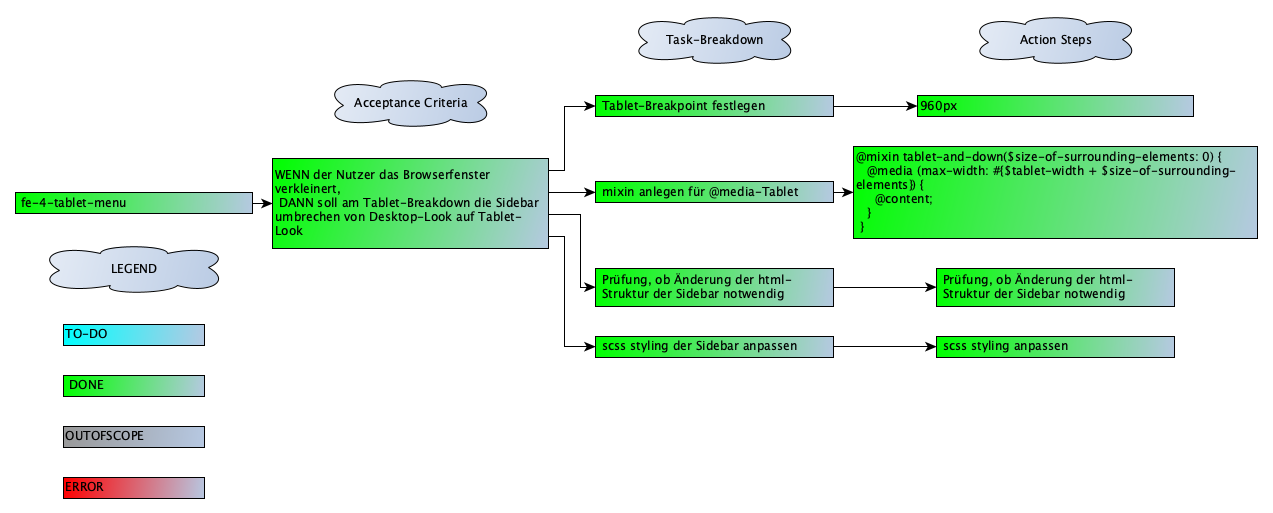 Task-Breakdown
Action Steps
Acceptance Criteria
Tablet-Breakpoint festlegen
960px
fe-4-tablet-menu
WENN der Nutzer das Browserfenster
verkleinert,
DANN soll am Tablet-Breakdown die Sidebar
umbrechen von Desktop-Look auf Tablet-
Look
mixin anlegen für @media-Tablet
@mixin tablet-and-down($size-of-surrounding-elements: 0) {
@media (max-width: #{$tablet-width + $size-of-surrounding-
elements}) {
@content;
}
}
Prüfung, ob Änderung der html-
Struktur der Sidebar notwendig
Prüfung, ob Änderung der html-
Struktur der Sidebar notwendig
scss styling der Sidebar anpassen
scss styling anpassen
LEGEND
TO-DO
DONE
OUTOFSCOPE
ERROR